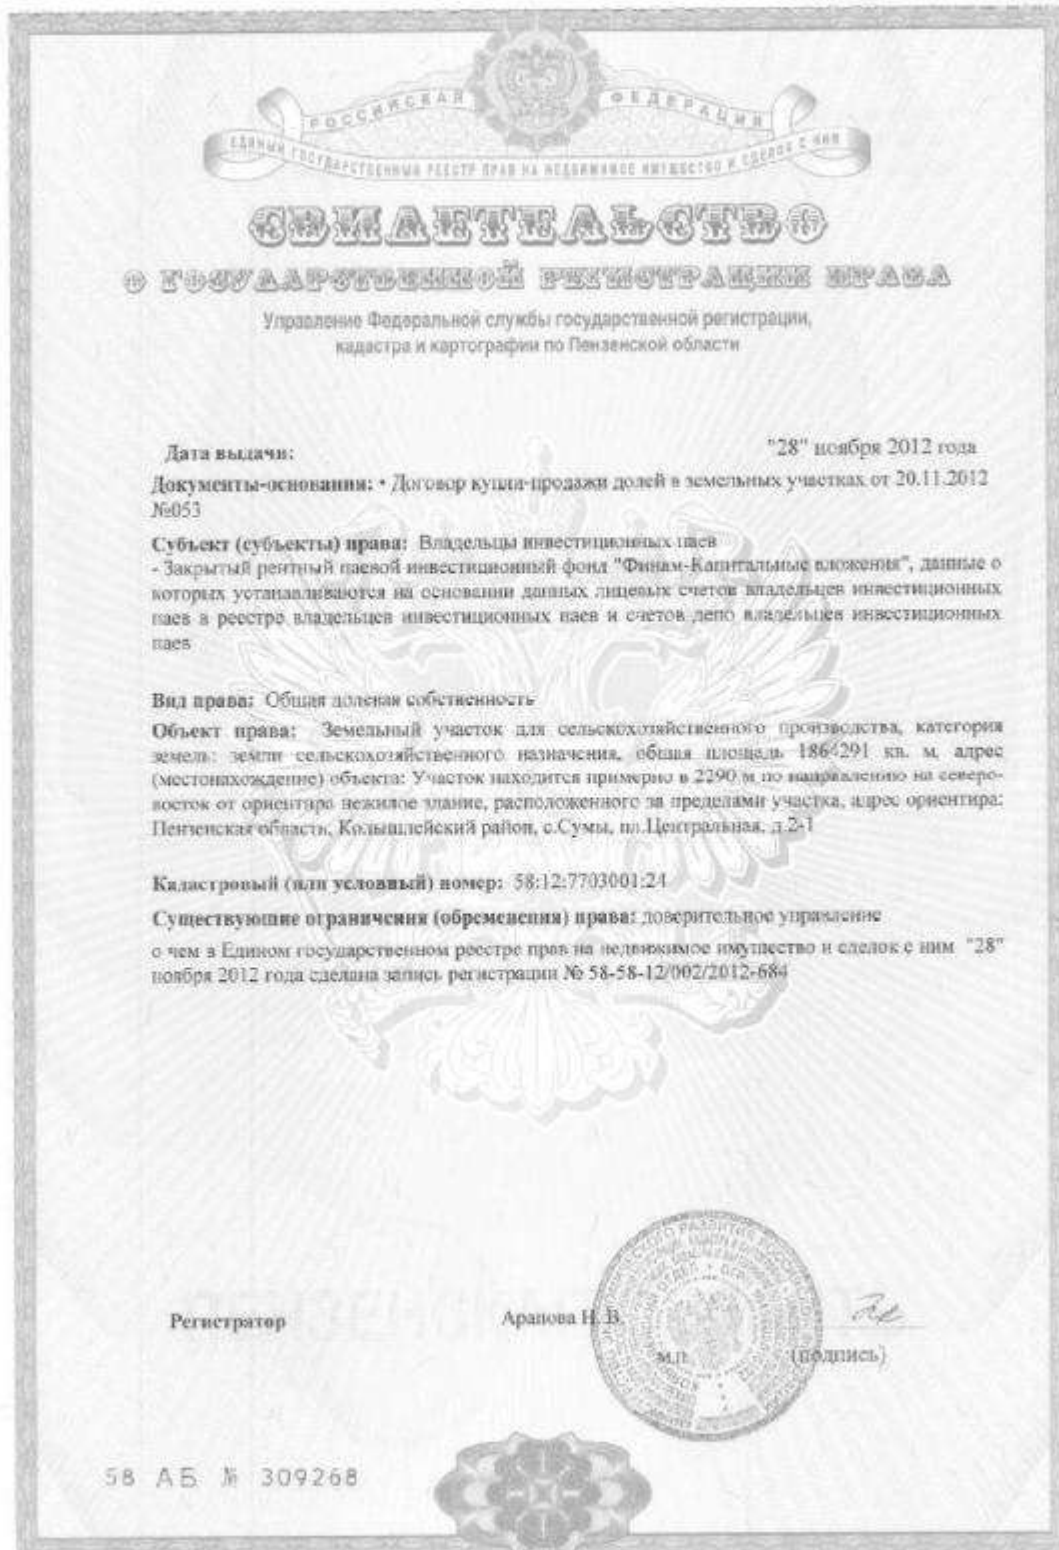 РОССИЙСКАЯ ФЕДЕРАЦИЯ
ЕДИНЫЙ ГОСУДАРСТВЕННЫЙ РЕЕСТР ПРАВ НА НЕДВИЖИМОЕ ИМУЩЕСТВО И СДЕЛОК С НИМ
СВИДЕТЕЛЬСТВО
О ГОСУДАРСТВЕННОЙ РЕГИСТРАЦИИ ПРАВА
Управление Федеральной службы государственной регистрации,
кадастра и картографии по Пензенской области
Дата выдачи: "28" ноября 2012 года
Документы-основания: • Договор купли-продажи долей в земельных участках от 20.11.2012
№053
Субъект (субъекты) права: Владельцы инвестиционных паев
- Закрытый рентный паевой инвестиционный фонд "Финам-Капитальные вложения", данные о
которых устанавливаются на основании данных лицевых счетов владельцев инвестиционных
паев в реестре владельцев инвестиционных паев и счетов депо владельцев инвестиционных
паев
Вид права: Общая долевая собственность
Объект права: Земельный участок для сельскохозяйственного производства, категория
земель: земли сельскохозяйственного назначения, общая площадь 1864291 кв. м, адрес
(местонахождение) объекта: Участок находится примерно в 2290 м по направлению на северо-
восток от ориентира нежилое здание, расположенного за пределами участка, адрес ориентира:
Пензенская область, Колышлейский район, с.Сумы, пл.Центральная, д.2-1
Кадастровый (или условный) номер: 58:12:7703001:24
Существующие ограничения (обременения) права: доверительное управление
о чем в Едином государственном реестре прав на недвижимое имущество и сделок с ним "28"
ноября 2012 года сделана запись регистрации № 58-58-12/002/2012-684
Регистратор Арапова Н. В.
М.П. (подпись)
58 АБ № 309268